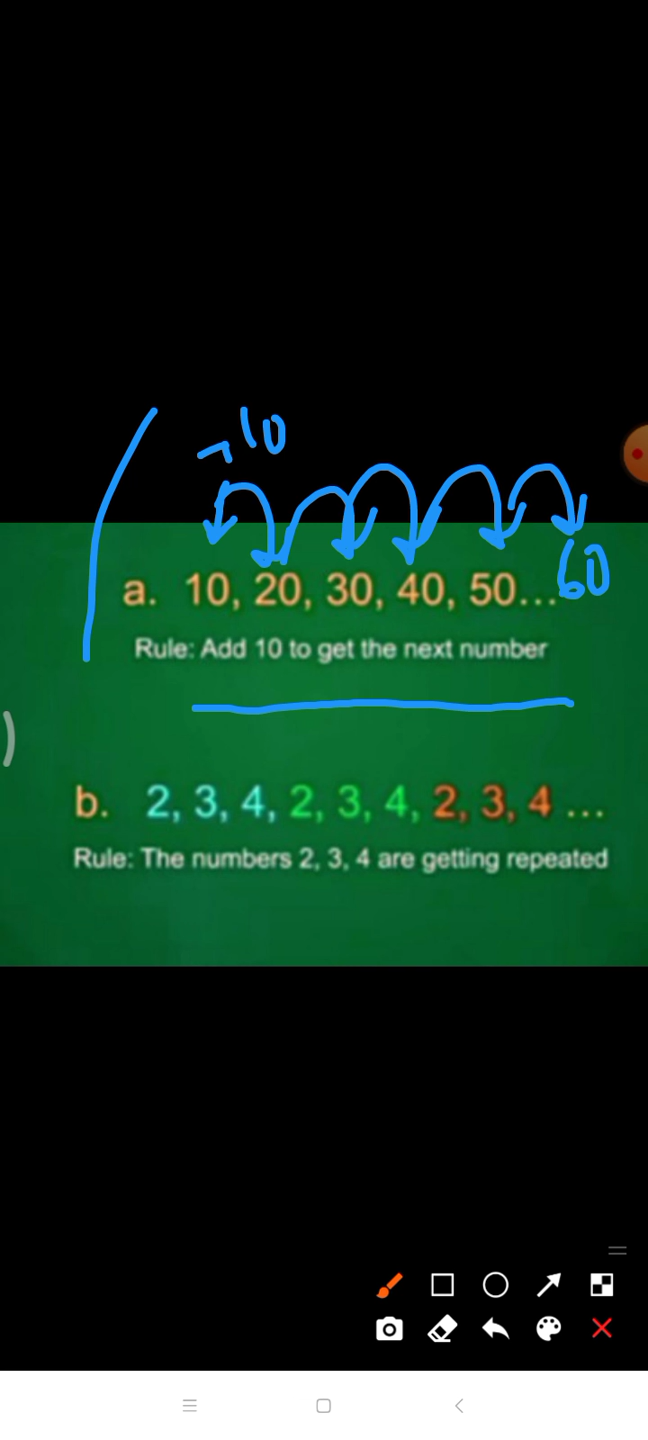 10
a. 10, 20, 30, 40, 50...60
Rule: Add 10 to get the next number
b. 2, 3, 4, 2, 3, 4, 2, 3, 4 ...
Rule: The numbers 2, 3, 4 are getting repeated